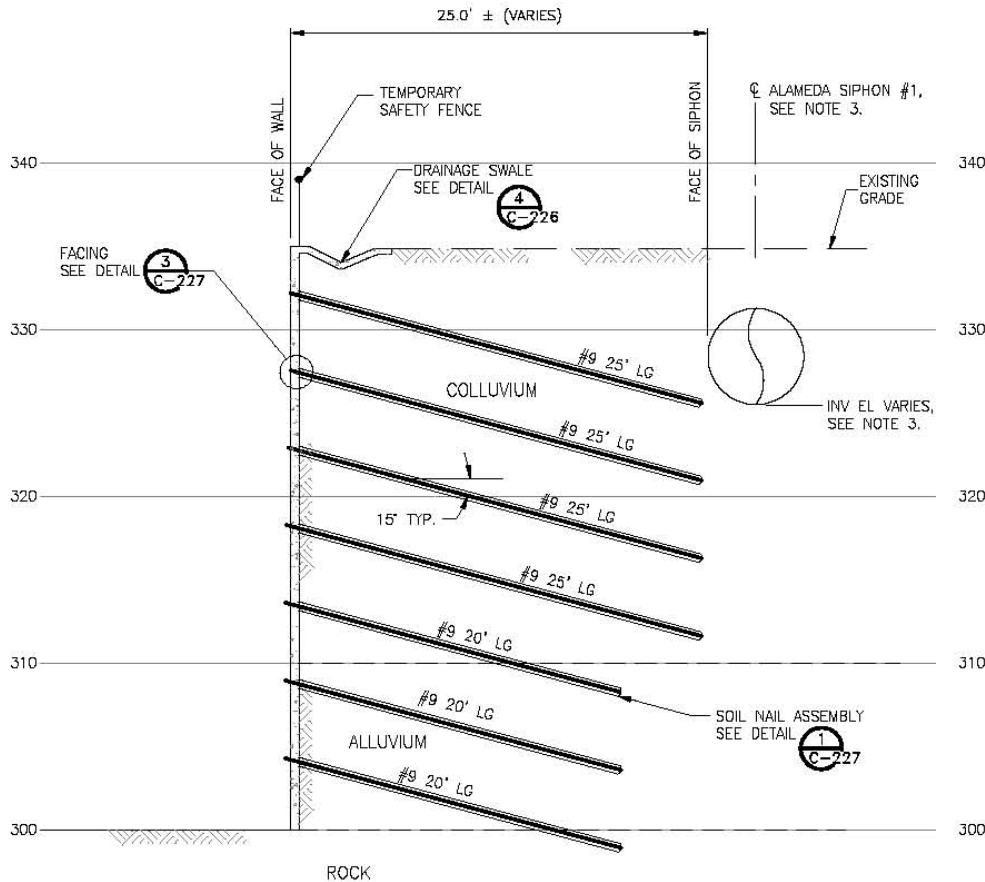 25.0' ± (VARIES)
FACE OF WALL
TEMPORARY
SAFETY FENCE
FACE OF SIPHON
℄ ALAMEDA SIPHON #1,
SEE NOTE 3.
340
340
DRAINAGE SWALE
SEE DETAIL
4
C-226
EXISTING
GRADE
FACING
SEE DETAIL
3
C-227
330
330
#9 25' LG
COLLUVIUM
INV EL VARIES,
SEE NOTE 3.
#9 25' LG
320
320
15° TYP.
#9 25' LG
#9 25' LG
#9 20' LG
310
310
#9 20' LG
SOIL NAIL ASSEMBLY
SEE DETAIL
1
C-227
ALLUVIUM
#9 20' LG
300
300
ROCK